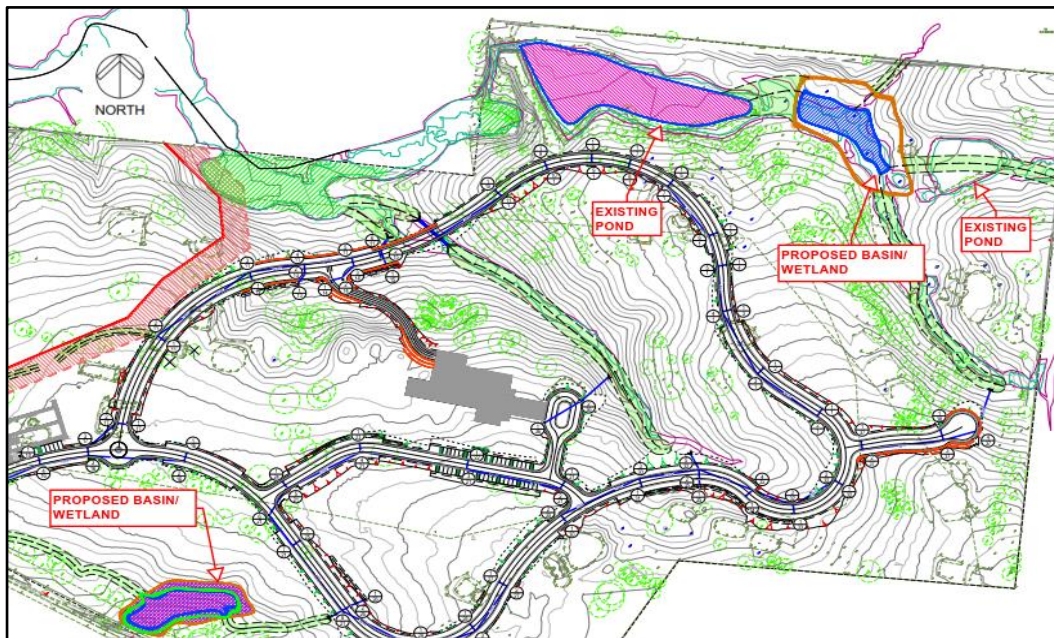 NORTH
EXISTING
POND
PROPOSED BASIN/
WETLAND
EXISTING
POND
PROPOSED BASIN/
WETLAND